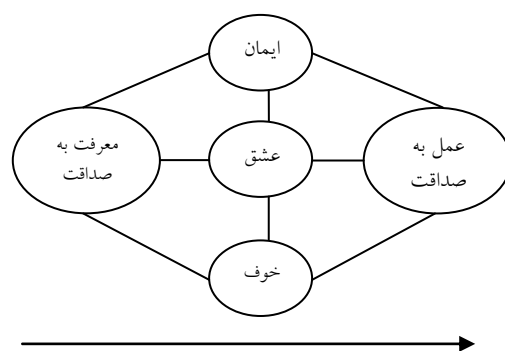 ایمان
عمل به
صداقت
عشق
معرفت به
صداقت
خوف